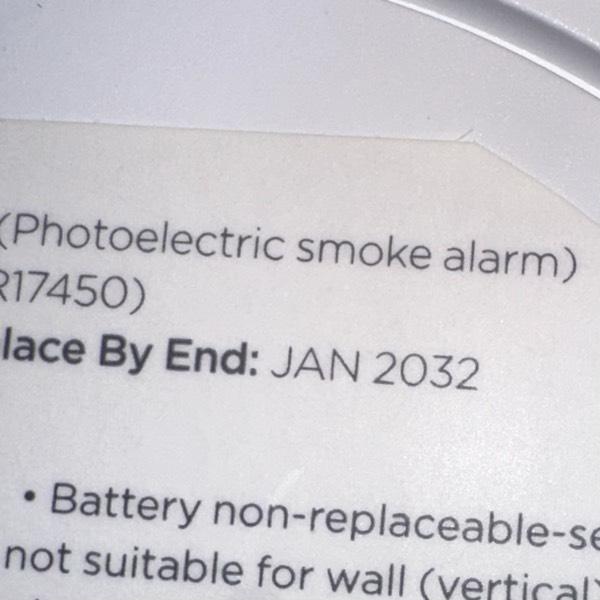 (Photoelectric smoke alarm)
R17450)
lace By End: JAN 2032
• Battery non-replaceable-se
not suitable for wall (vertical)